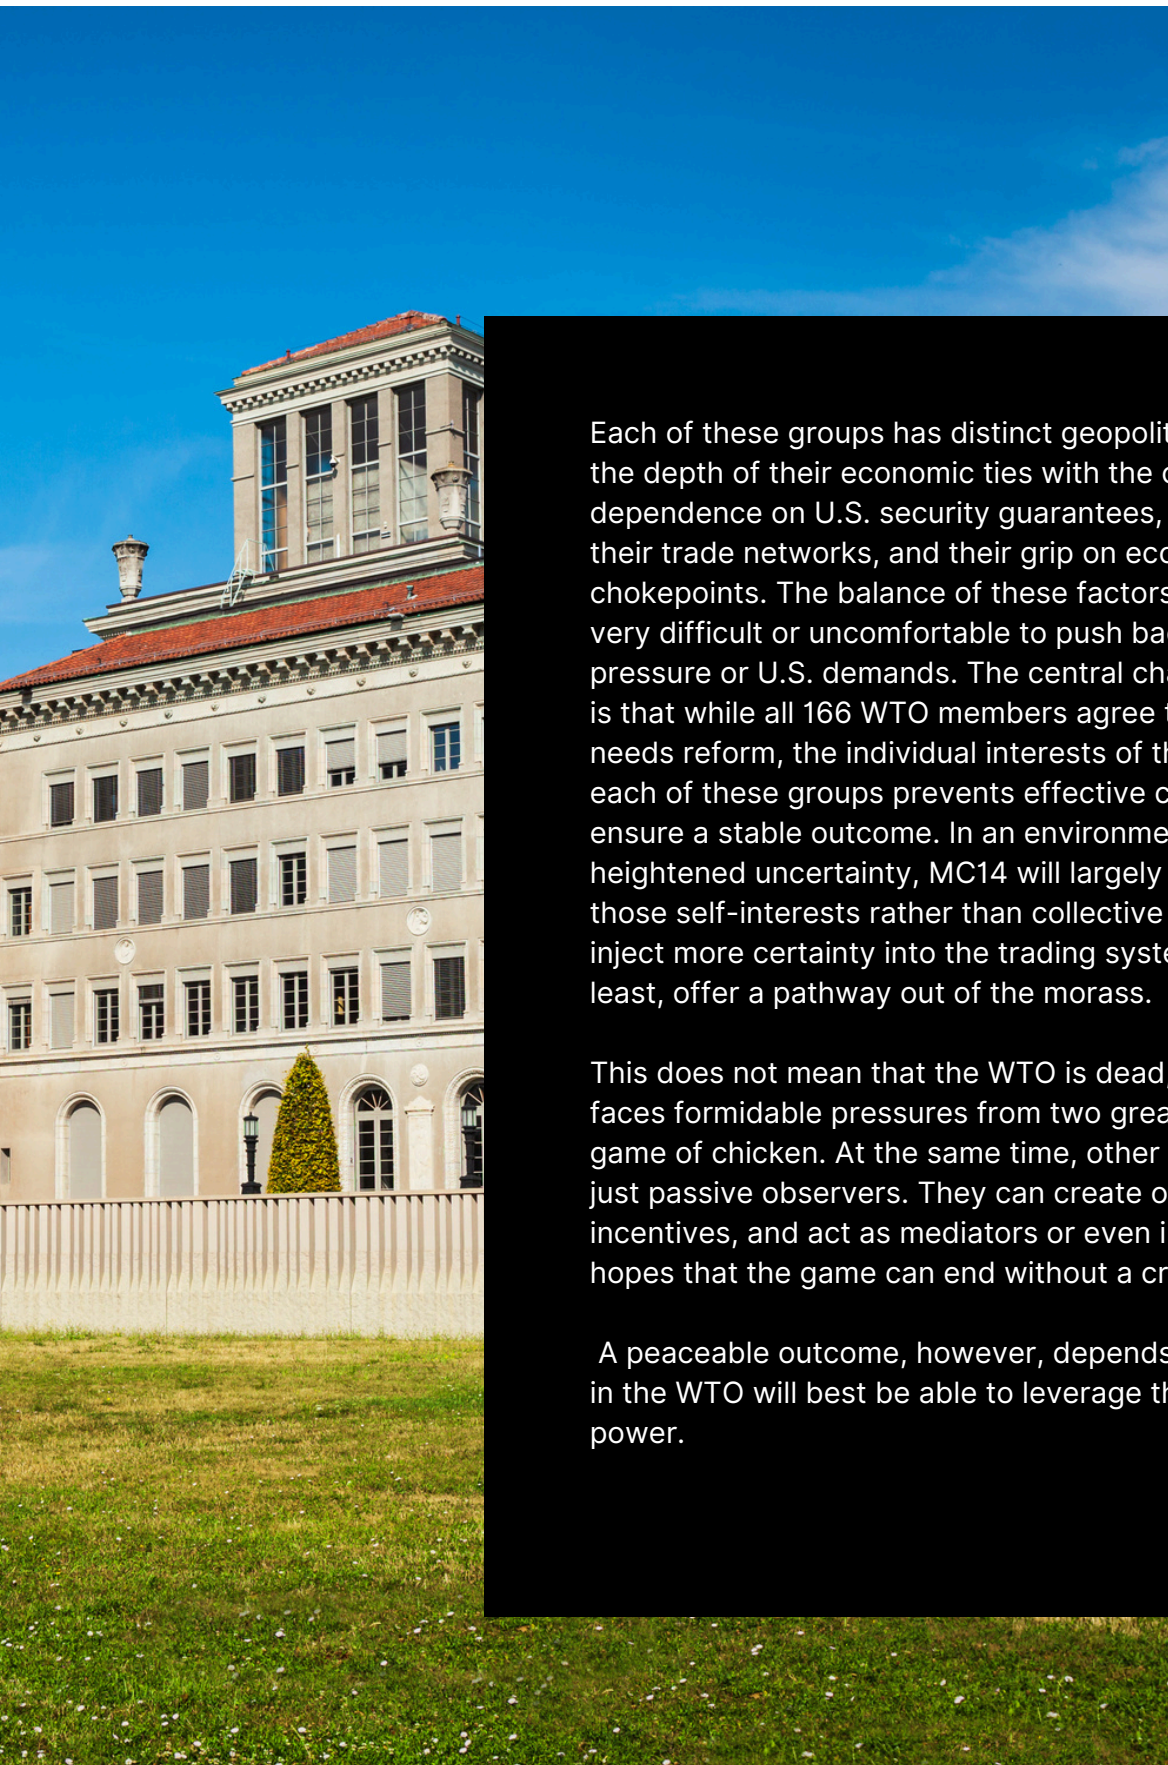 Each of these groups has distinct
the depth of their economic ties with the
dependence on U.S. security guarantees,
their trade networks, and their grip on
chokepoints. The balance of these factors
very difficult or uncomfortable to push
pressure or U.S. demands. The central
is that while all 166 WTO members agree
needs reform, the individual interests of
each of these groups prevents effective
ensure a stable outcome. In an
heightened uncertainty, MC14 will largely
those self-interests rather than collective
inject more certainty into the trading
least, offer a pathway out of the morass.
This does not mean that the WTO is dead,
faces formidable pressures from two
game of chicken. At the same time, other
just passive observers. They can create
incentives, and act as mediators or even
hopes that the game can end without a
A peaceable outcome, however, depends
in the WTO will best be able to leverage
power.